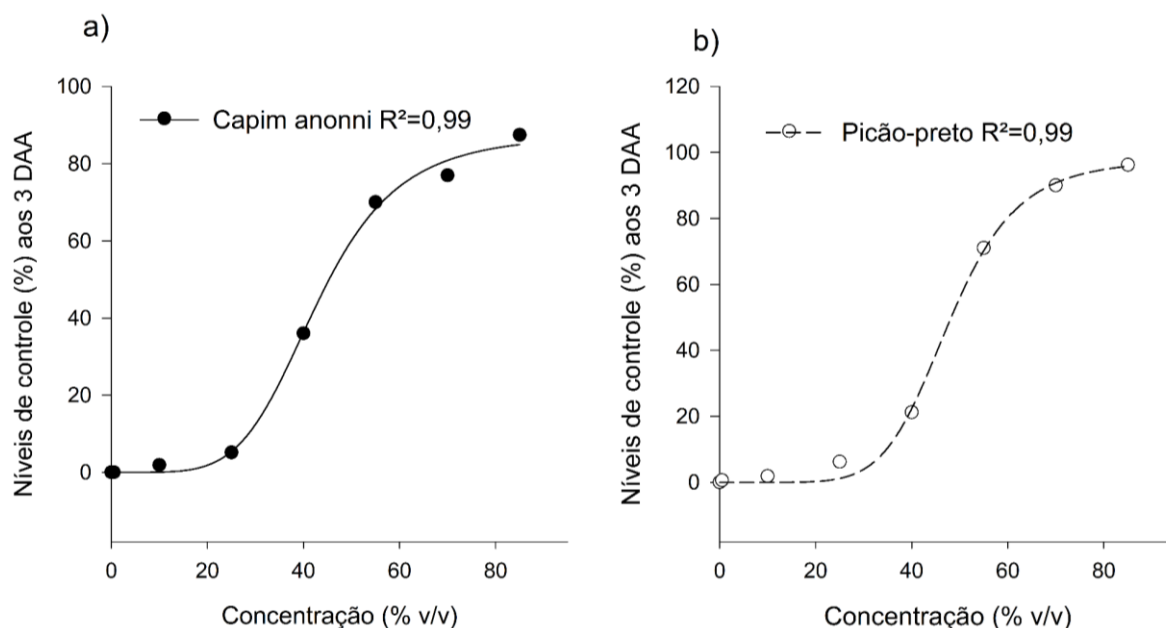 a)
Níveis de controle (%) aos 3 DAA
100
80
60
40
20
0
Capim anonni R²=0,99
0 20 40 60 80
Concentração (% v/v)
b)
Níveis de controle (%) aos 3 DAA
120
100
80
60
40
20
0
Picão-preto R²=0,99
0 20 40 60 80
Concentração (% v/v)